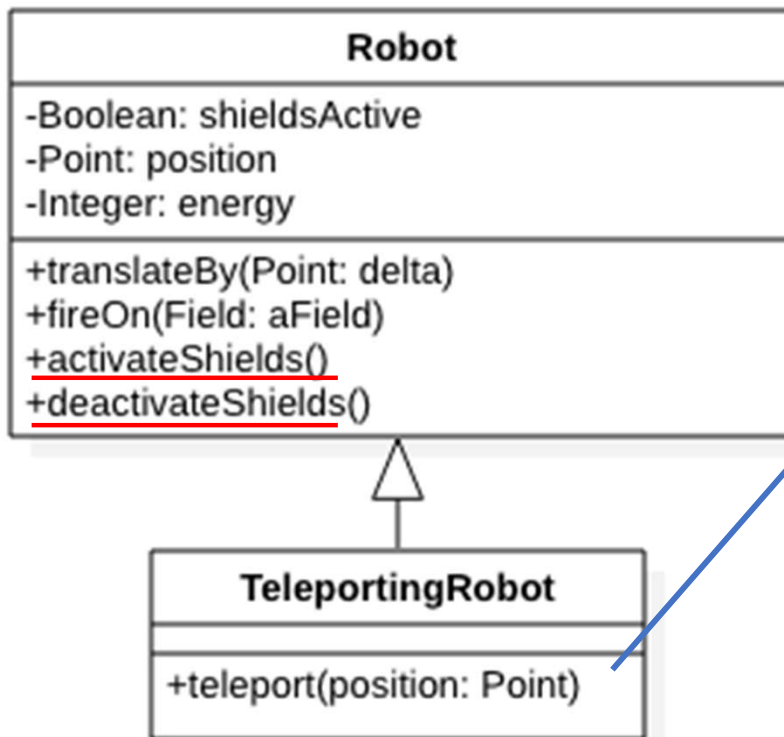 Robot
-Boolean: shieldsActive
-Point: position
-Integer: energy
+translateBy(Point: delta)
+fireOn(Field: aField)
+activateShields()
+deactivateShields()
TeleportingRobot
+teleport(position: Point)